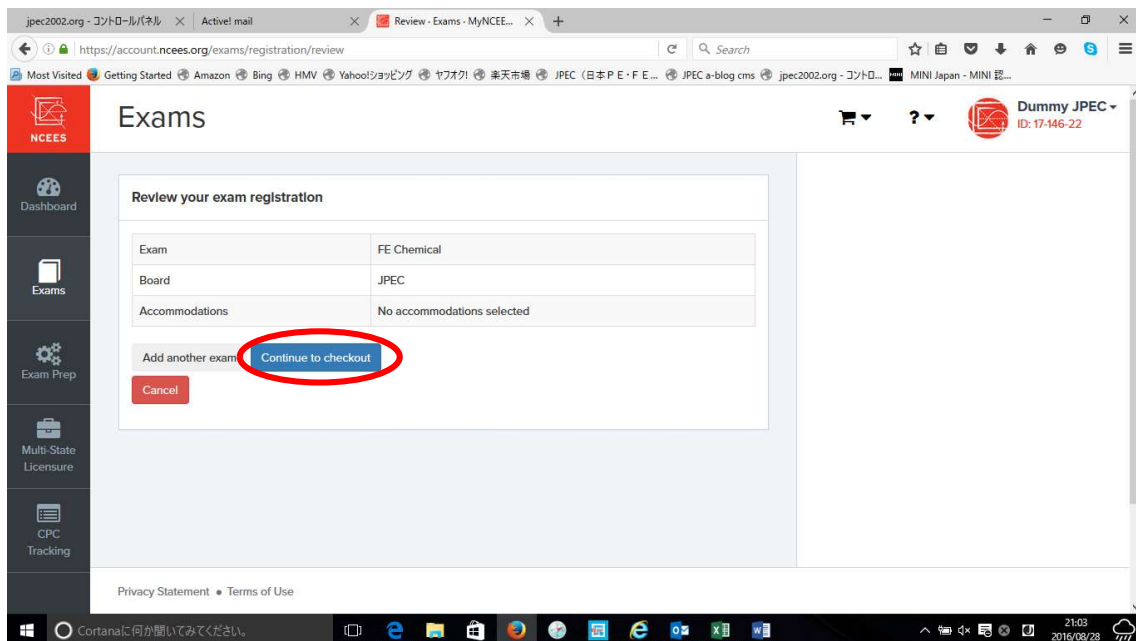 jpec2002.org - コントロールパネル
Active! mail
Review - Exams - MyNCEE...
https://account.ncees.org/exams/registration/review
Search
Most Visited Getting Started Amazon Bing HMV Yahoo!ショッピング ヤフオク! 楽天市場 JPEC（日本ＰＥ・ＦＥ... JPEC a-blog cms jpec2002.org - コントロ... MINI Japan - MINI 認...
NCEES
Exams
?
Dummy JPEC
ID: 17-146-22
Dashboard
Exams
Exam Prep
Multi-State
Licensure
CPC
Tracking
Review your exam registration
Exam FE Chemical
Board JPEC
Accommodations No accommodations selected
Add another exam Continue to checkout
Cancel
Privacy Statement • Terms of Use
Cortanaに何か聞いてみてください。
21:03
2016/08/28